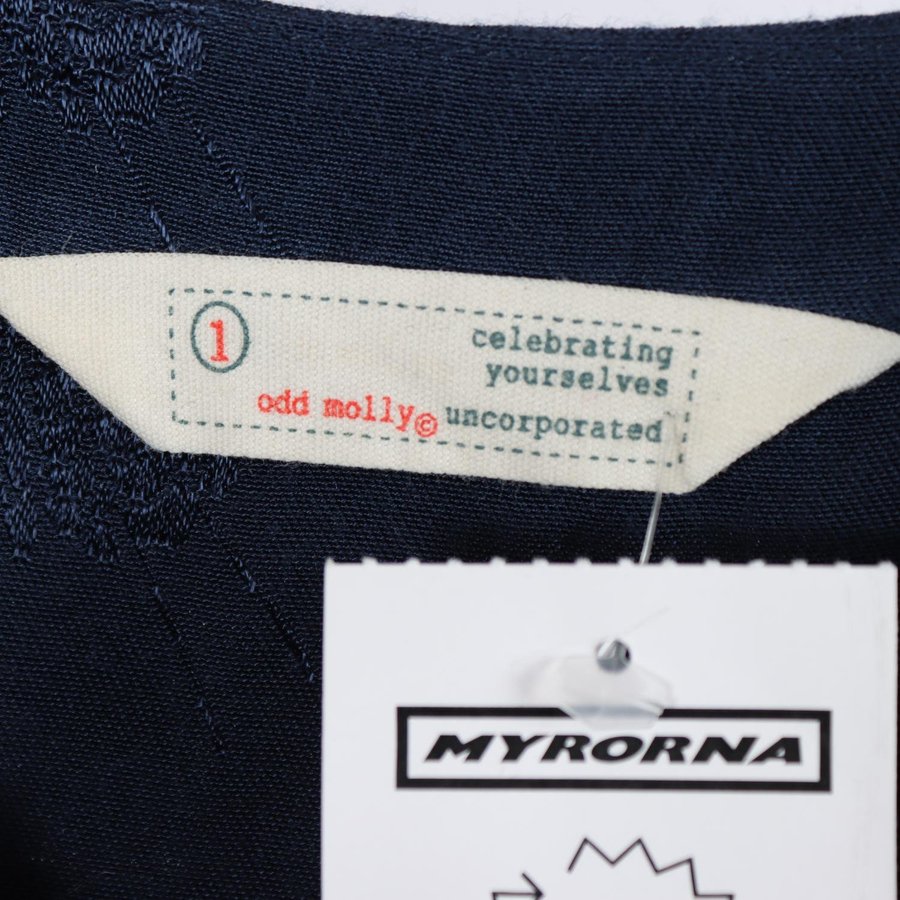 1
celebrating
yourselves
odd molly© uncorporated
MYRORNA